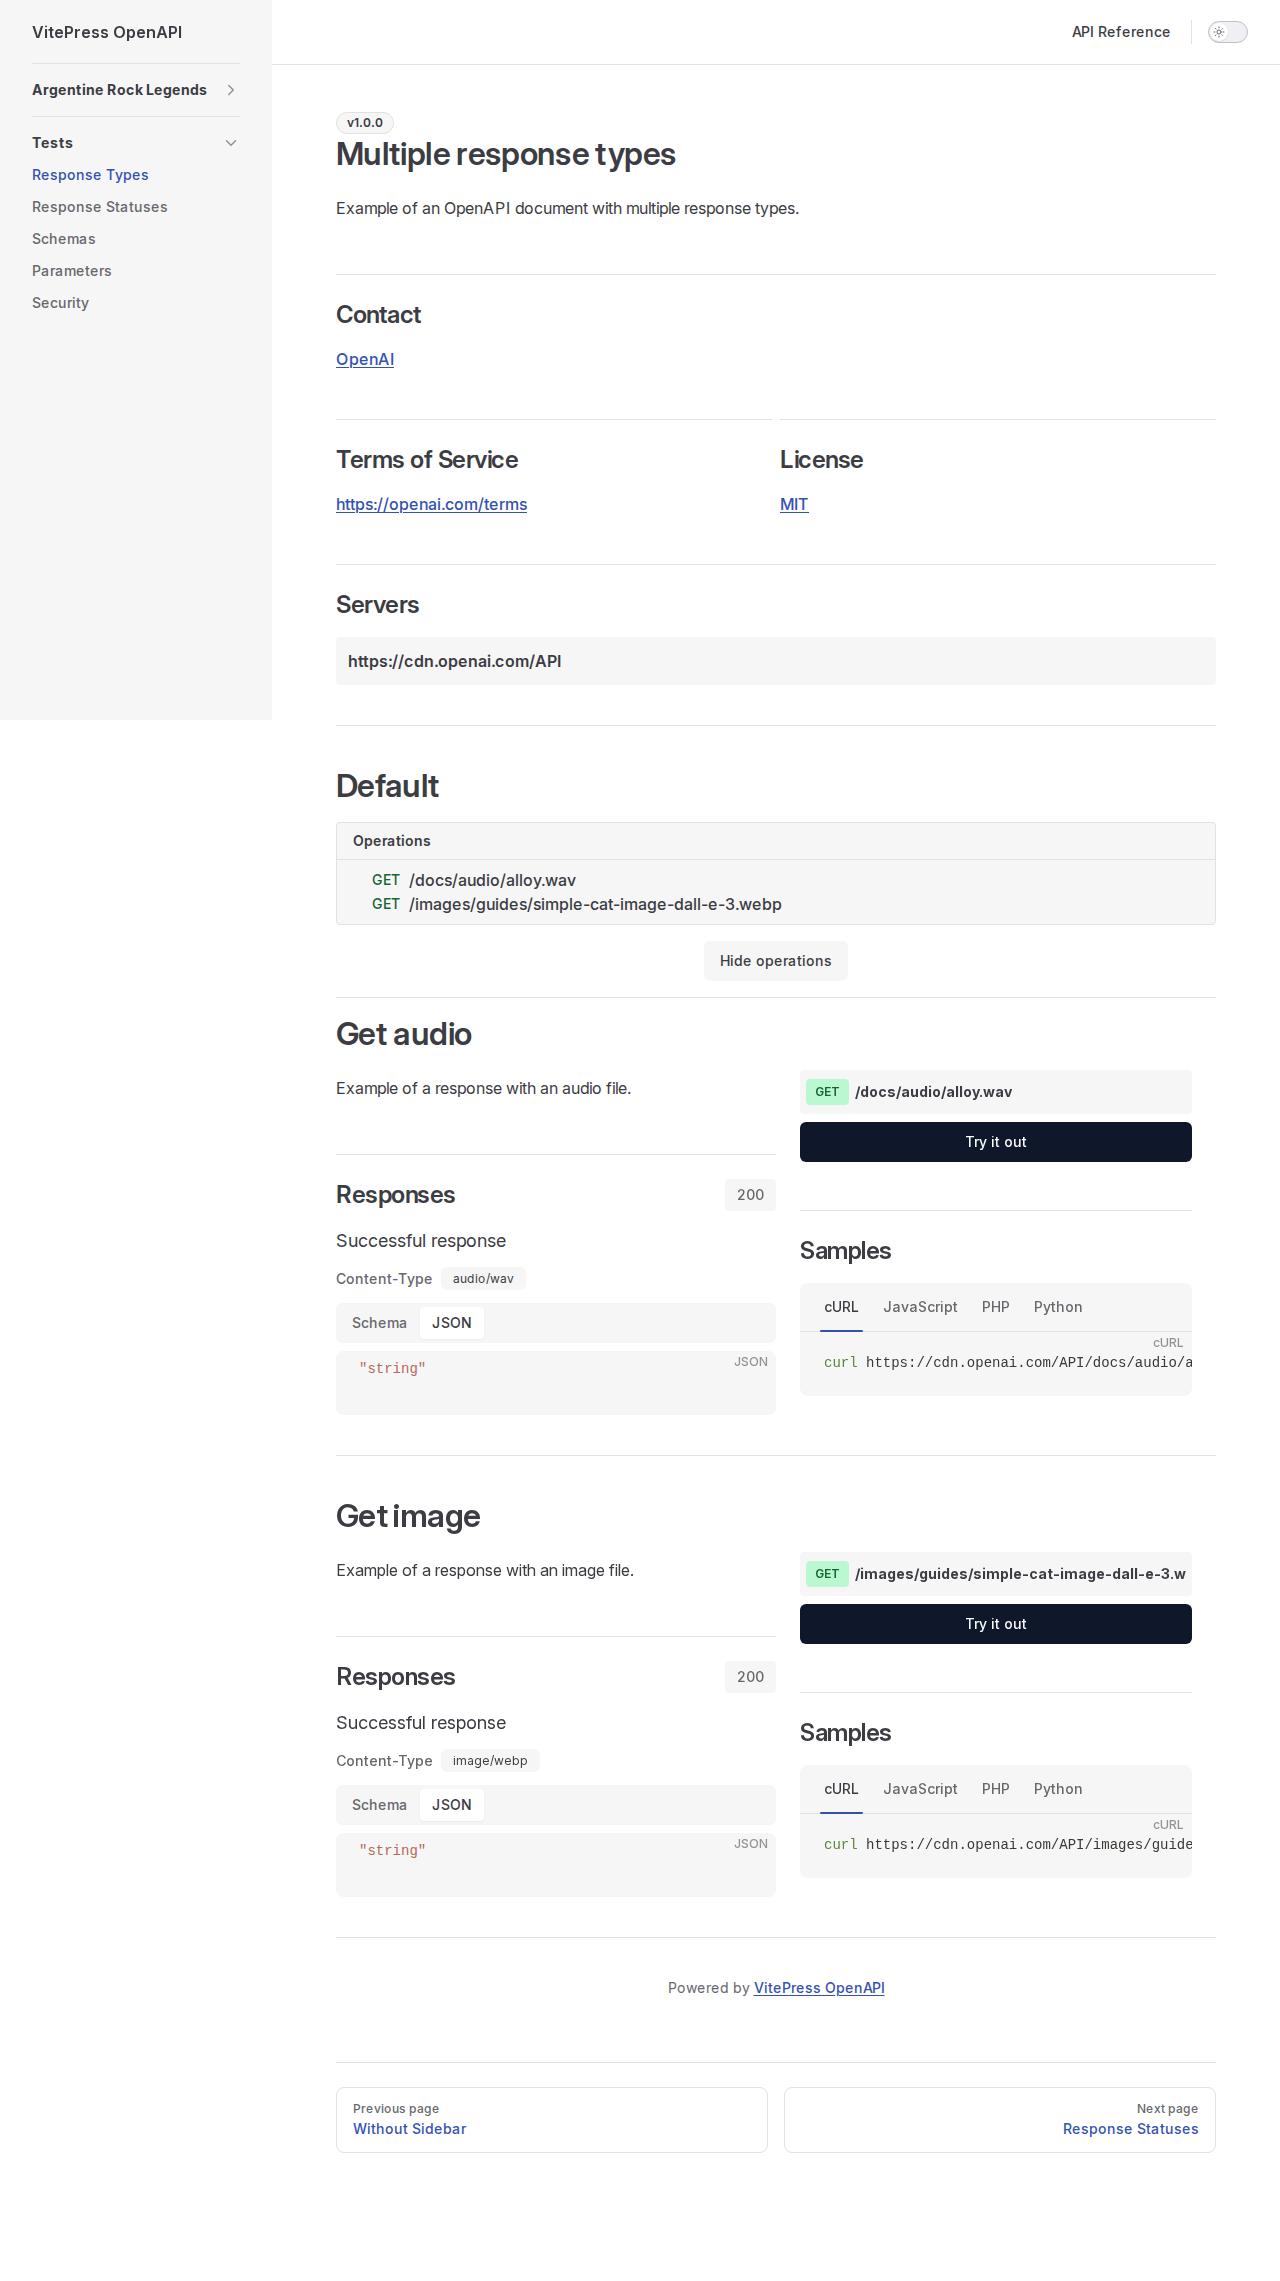 VitePress OpenAPI
Argentine Rock Legends
Tests
Response Types
Response Statuses
Schemas
Parameters
Security
API Reference
v1.0.0
Multiple response types
Example of an OpenAPI document with multiple response types.
Contact
OpenAI
Terms of Service
https://openai.com/terms
License
MIT
Servers
https://cdn.openai.com/API
Default
Operations
GET /docs/audio/alloy.wav
GET /images/guides/simple-cat-image-dall-e-3.webp
Hide operations
Get audio
Example of a response with an audio file.
Responses 200
Successful response
Content-Type audio/wav
Schema JSON
JSON
"string"
GET /docs/audio/alloy.wav
Try it out
Samples
cURL JavaScript PHP Python
cURL
curl https://cdn.openai.com/API/docs/audio/a
Get image
Example of a response with an image file.
Responses 200
Successful response
Content-Type image/webp
Schema JSON
JSON
"string"
GET /images/guides/simple-cat-image-dall-e-3.w
Try it out
Samples
cURL JavaScript PHP Python
cURL
curl https://cdn.openai.com/API/images/guide
Powered by VitePress OpenAPI
Previous page
Without Sidebar
Next page
Response Statuses